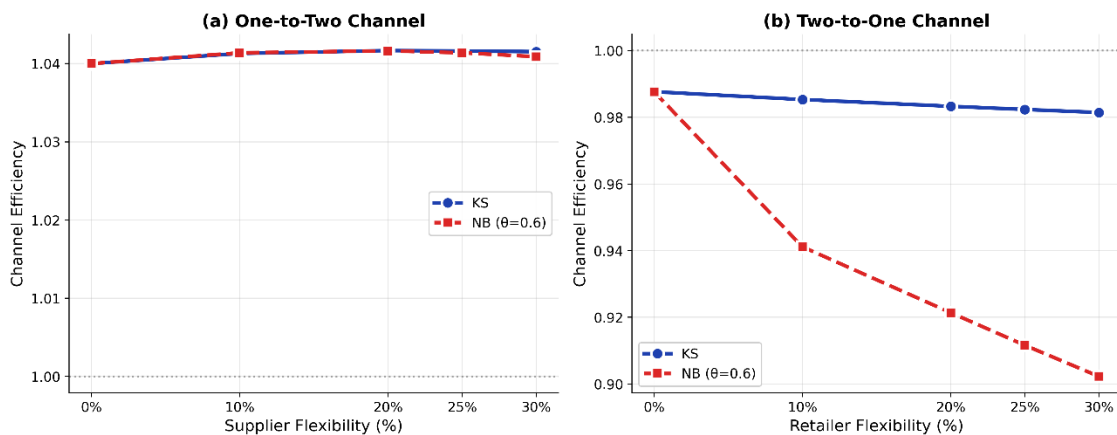 (a) One-to-Two Channel
Channel Efficiency
1.04
1.03
1.02
1.01
1.00
KS
NB (θ=0.6)
0% 10% 20% 25% 30%
Supplier Flexibility (%)
(b) Two-to-One Channel
Channel Efficiency
1.00
0.98
0.96
0.94
0.92
0.90
KS
NB (θ=0.6)
0% 10% 20% 25% 30%
Retailer Flexibility (%)